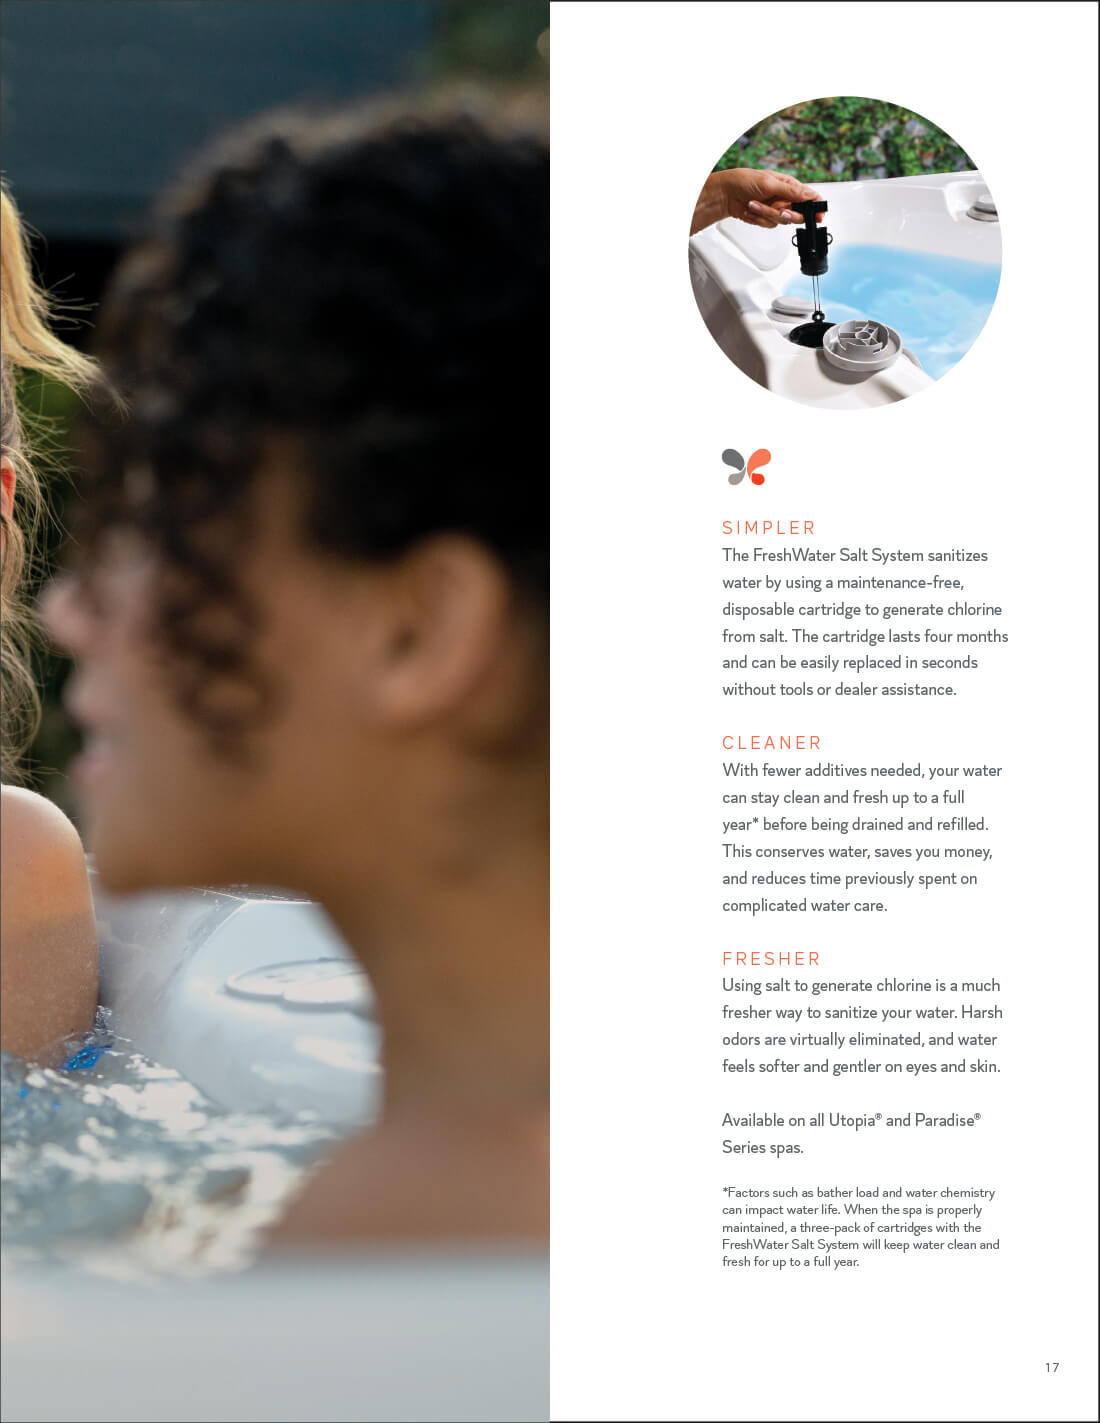 SIMPLER
The FreshWater Salt System sanitizes
water by using a maintenance-free,
disposable cartridge to generate chlorine
from salt. The cartridge lasts four months
and can be easily replaced in seconds
without tools or dealer assistance.
CLEANER
With fewer additives needed, your water
can stay clean and fresh up to a full
year* before being drained and refilled.
This conserves water, saves you money,
and reduces time previously spent on
complicated water care.
FRESHER
Using salt to generate chlorine is a much
fresher way to sanitize your water. Harsh
odors are virtually eliminated, and water
feels softer and gentler on eyes and skin.
Available on all Utopia® and Paradise®
Series spas.
*Factors such as bather load and water chemistry
can impact water life. When the spa is properly
maintained, a three-pack of cartridges with the
FreshWater Salt System will keep water clean and
fresh for up to a full year.
17